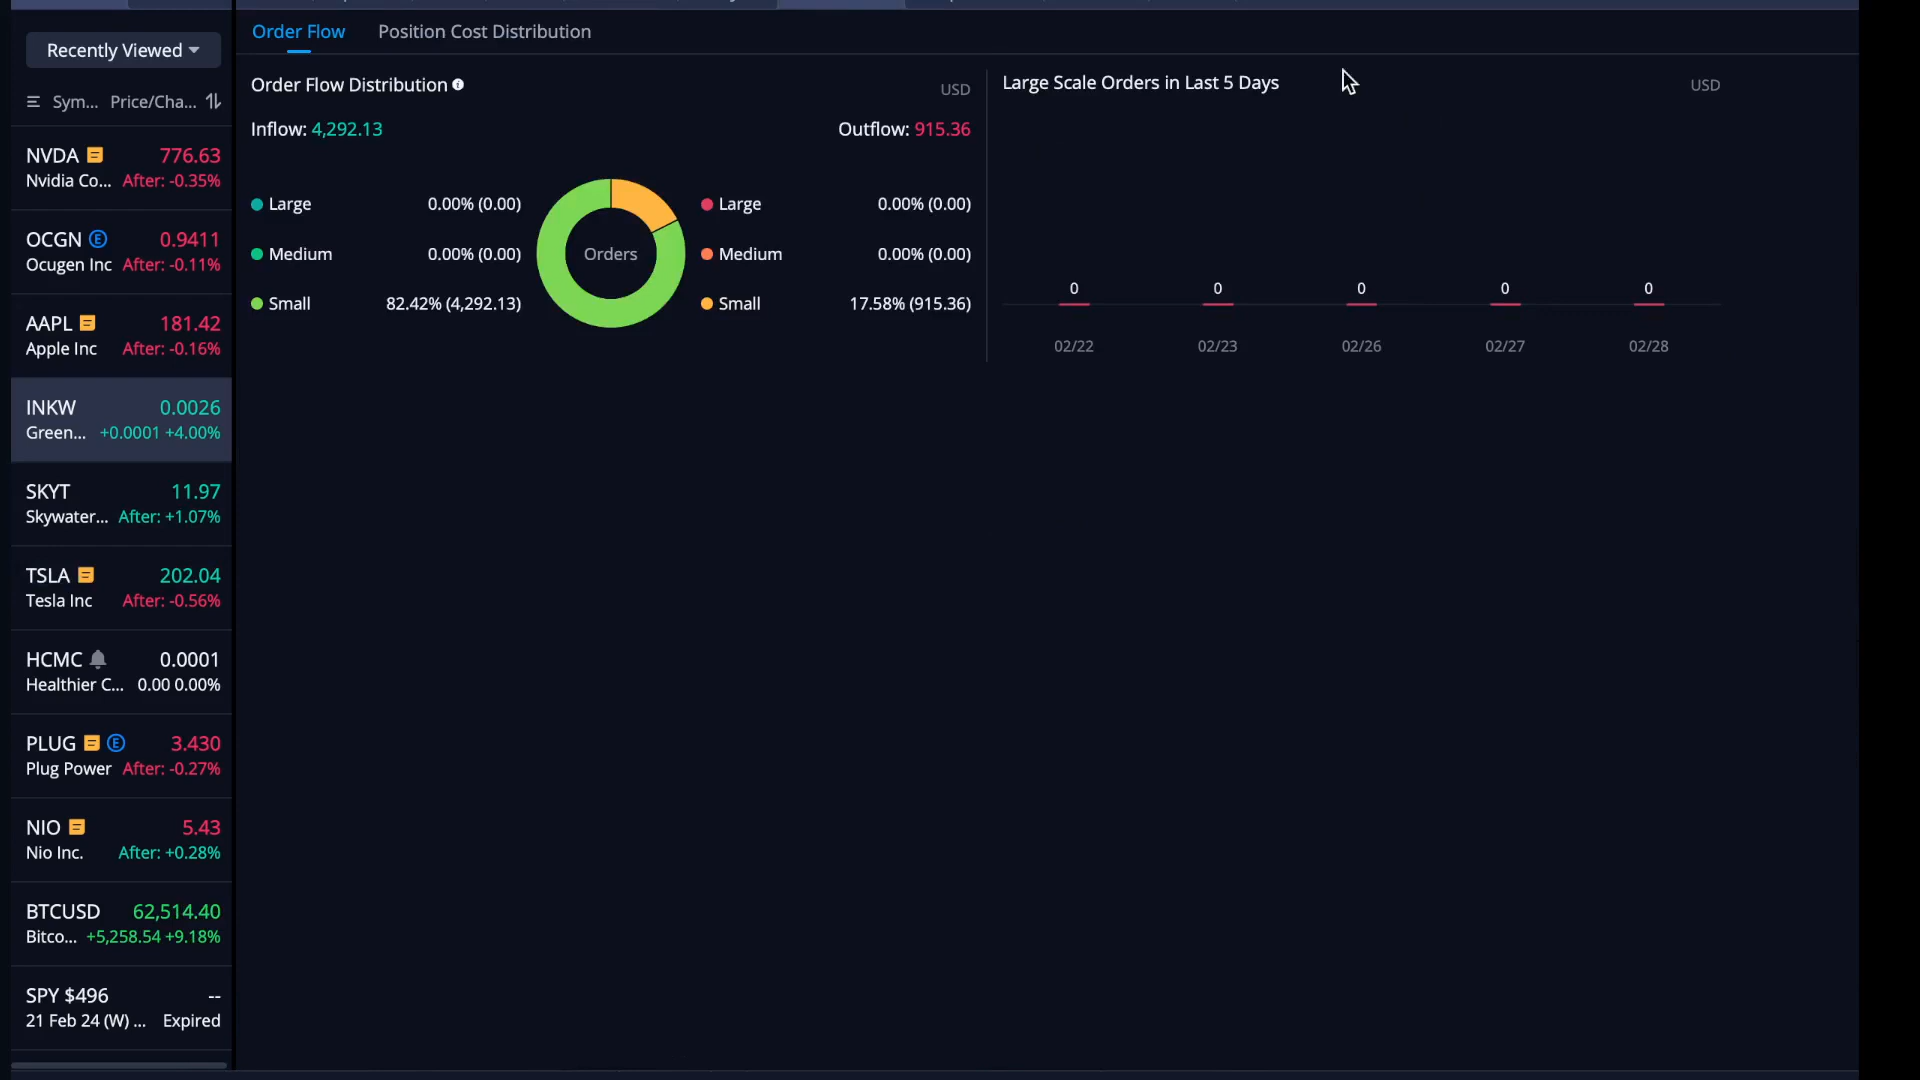 Order Flow Position Cost Distribution
Recently Viewed
Sym... Price/Cha...
NVDA 776.63
Nvidia Co... After: -0.35%
OCGN E 0.9411
Ocugen Inc After: -0.11%
AAPL 181.42
Apple Inc After: -0.16%
INKW 0.0026
Green... +0.0001 +4.00%
SKYT 11.97
Skywater... After: +1.07%
TSLA 202.04
Tesla Inc After: -0.56%
HCMC 0.0001
Healthier C... 0.00 0.00%
PLUG E 3.430
Plug Power After: -0.27%
NIO 5.43
Nio Inc. After: +0.28%
BTCUSD 62,514.40
Bitco... +5,258.54 +9.18%
SPY $496 --
21 Feb 24 (W) ... Expired
Order Flow Distribution USD
Inflow: 4,292.13 Outflow: 915.36
Large 0.00% (0.00) Large 0.00% (0.00)
Medium 0.00% (0.00) Orders Medium 0.00% (0.00)
Small 82.42% (4,292.13) Small 17.58% (915.36)
Large Scale Orders in Last 5 Days USD
0 0 0 0 0
02/22 02/23 02/26 02/27 02/28